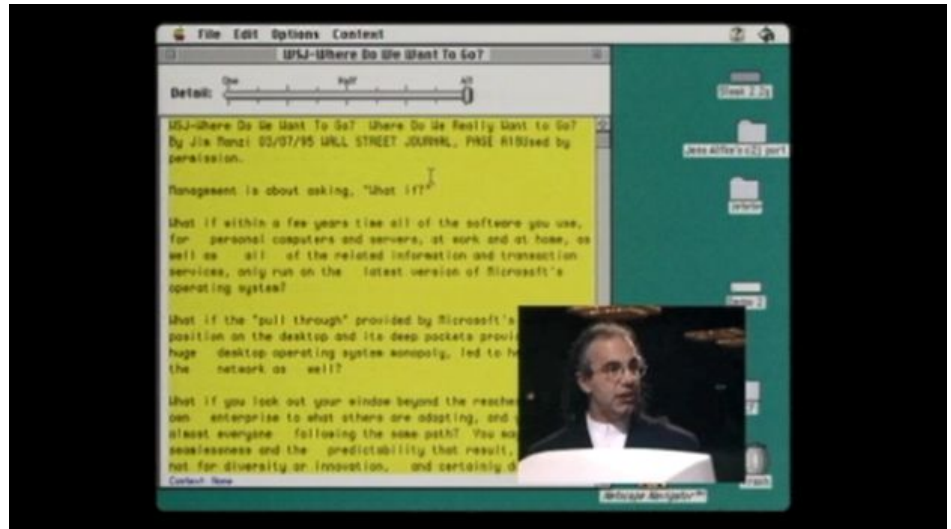 File Edit Options Context
WSJ-Where Do We Want To Go?
One Half All
Detail:
WSJ-Where Do We Want To Go? Where Do We Really Want to Go?
By Jim Manzi 03/07/95 WALL STREET JOURNAL, PAGE A18Used by
permission.
Management is about asking, "What if?"
What if within a few years time all of the software you use,
for personal computers and servers, at work and at home, as
well as all of the related information and transaction
services, only run on the latest version of Microsoft's
operating system?
What if the "pull through" provided by Microsoft's
position on the desktop and its deep pockets
huge desktop operating system monopoly, led to
the network as well?
What if you look out your window beyond the reaches
own enterprise to what others are adopting, and
almost everyone following the same path? You
seamlessness and the predictability that result,
not for diversity or innovation, and certainly
Context: None
Netscape Navigator™